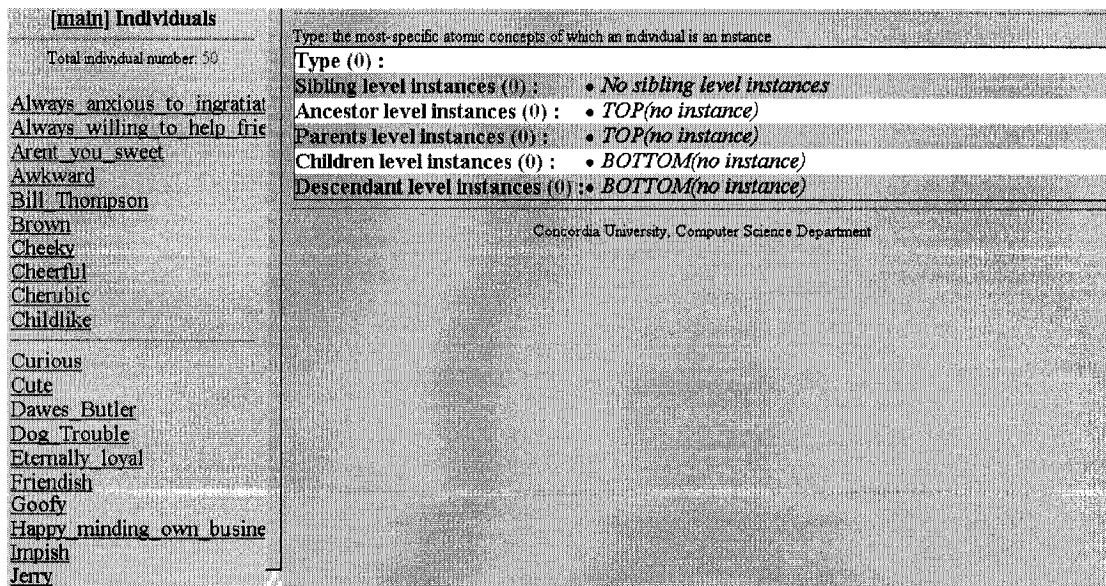 [main] Individuals
Total individual number: 50
Always_anxious_to_ingratiat
Always_willing_to_help_frie
Arent_you_sweet
Awkward
Bill_Thompson
Brown
Cheeky
Cheerful
Cherubic
Childlike
Curious
Cute
Dawes_Butler
Dog_Trouble
Eternally_loyal
Friendish
Goofy
Happy_minding_own_busine
Impish
Jerry
Type: the most-specific atomic concepts of which an individual is an instance
Type (0) :
Sibling level instances (0) : • No sibling level instances
Ancestor level instances (0) : • TOP(no instance)
Parents level instances (0) : • TOP(no instance)
Children level instances (0) : • BOTTOM(no instance)
Descendant level instances (0) : • BOTTOM(no instance)
Concordia University, Computer Science Department